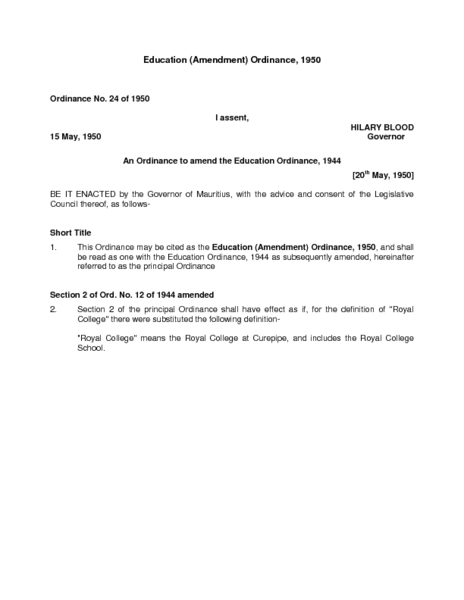 Education (Amendment) Ordinance, 1950
Ordinance No. 24 of 1950
I assent,
HILARY BLOOD
15 May, 1950 Governor
An Ordinance to amend the Education Ordinance, 1944
[20th May, 1950]
BE IT ENACTED by the Governor of Mauritius, with the advice and consent of the Legislative
Council thereof, as follows-
Short Title
1. This Ordinance may be cited as the Education (Amendment) Ordinance, 1950, and shall
be read as one with the Education Ordinance, 1944 as subsequently amended, hereinafter
referred to as the principal Ordinance
Section 2 of Ord. No. 12 of 1944 amended
2. Section 2 of the principal Ordinance shall have effect as if, for the definition of "Royal
College" there were substituted the following definition-
"Royal College" means the Royal College at Curepipe, and includes the Royal College
School.